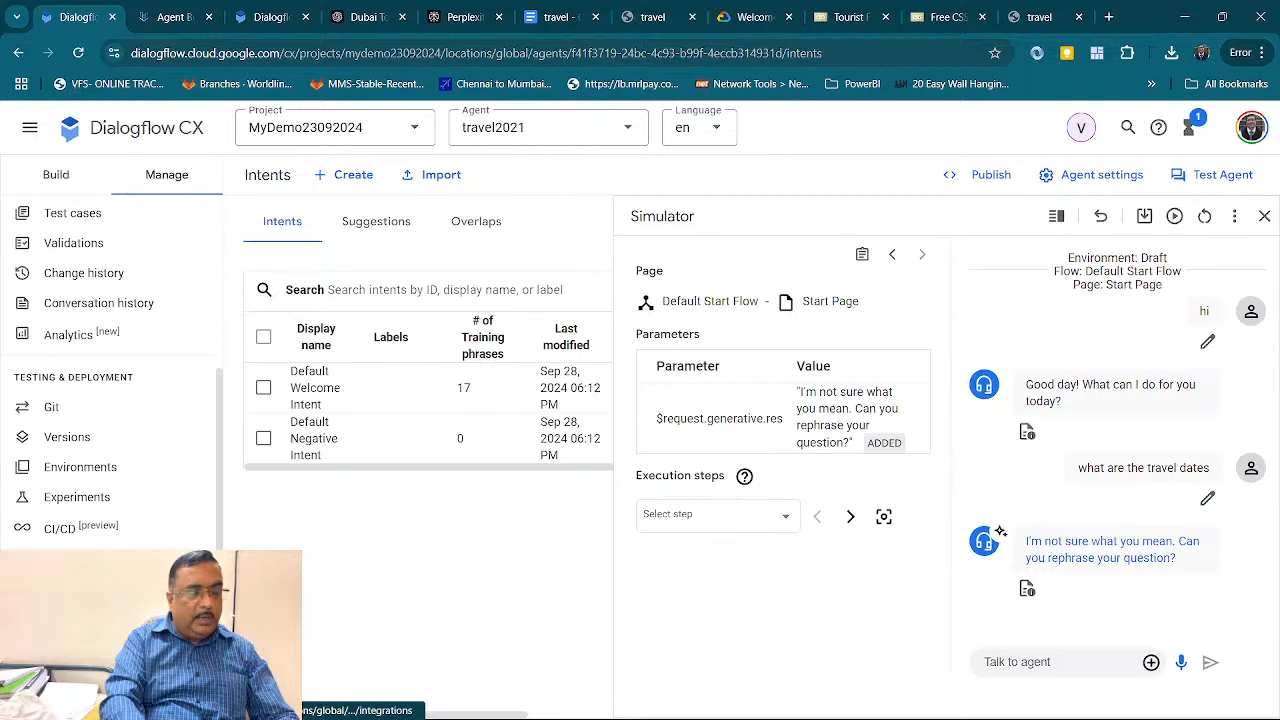 Dialogfl
Agent B
Dialogfl
Dubai To
Perplex
travel - G
travel
Welcom
Tourist F
Free CSS
travel
dialogflow.cloud.google.com/cx/projects/mydemo23092024/locations/global/agents/f41f3719-24bc-4c93-b99f-4eccb314931d/intents
Error
VFS- ONLINE TRAC...
Branches - Worldlin...
MMS-Stable-Recent...
Chennai to Mumbai...
https://lb.mrlpay.co...
Network Tools > Ne...
PowerBI
20 Easy Wall Hangin...
All Bookmarks
Dialogflow CX
Project
MyDemo23092024
Agent
travel2021
Language
en
V
1
Build
Manage
Intents
Create
Import
Publish
Agent settings
Test Agent
Test cases
Validations
Change history
Conversation history
Analytics [new]
TESTING & DEPLOYMENT
Git
Versions
Environments
Experiments
CI/CD [preview]
Intents
Suggestions
Overlaps
Search Search intents by ID, display name, or label
Display
name
Labels
# of
Training
phrases
Last
modified
Default
Welcome
Intent
17
Sep 28,
2024 06:12
PM
Default
Negative
Intent
0
Sep 28,
2024 06:12
PM
Simulator
Page
Default Start Flow - Start Page
Parameters
Parameter
Value
$request.generative.res
"I'm not sure what
you mean. Can you
rephrase your
question?" ADDED
Execution steps
Select step
Environment: Draft
Flow: Default Start Flow
Page: Start Page
hi
Good day! What can I do for you
today?
what are the travel dates
I'm not sure what you mean. Can
you rephrase your question?
Talk to agent
ns/global/.../integrations